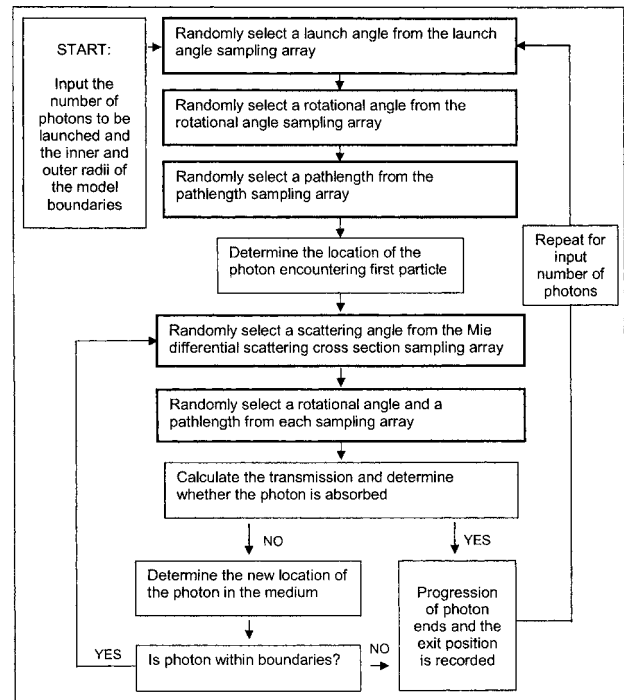 START:
Input the
number of
photons to be
launched and
the inner and
outer radii of
the model
boundaries
Randomly select a launch angle from the launch
angle sampling array
Randomly select a rotational angle from the
rotational angle sampling array
Randomly select a pathlength from the
pathlength sampling array
Determine the location of the
photon encountering first particle
Repeat for
input
number of
photons
Randomly select a scattering angle from the Mie
differential scattering cross section sampling array
Randomly select a rotational angle and a
pathlength from each sampling array
Calculate the transmission and determine
whether the photon is absorbed
NO
YES
Determine the new location of
the photon in the medium
Progression
of photon
ends and the
exit position
is recorded
YES
Is photon within boundaries?
NO